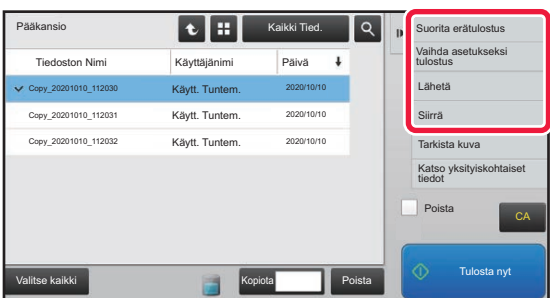 Pääkansio
Kaikki Tied.
Tiedoston Nimi
Käyttäjänimi
Päivä
Copy_20201010_112030
Käytt. Tuntem.
2020/10/10
Copy_20201010_112031
Käytt. Tuntem.
2020/10/10
Copy_20201010_112032
Käytt. Tuntem.
2020/10/10
Valitse kaikki
Kopiota
Poista
Suorita erätulostus
Vaihda asetukseksi
tulostus
Lähetä
Siirrä
Tarkista kuva
Katso yksityiskohtaiset
tiedot
Poista
CA
Tulosta nyt